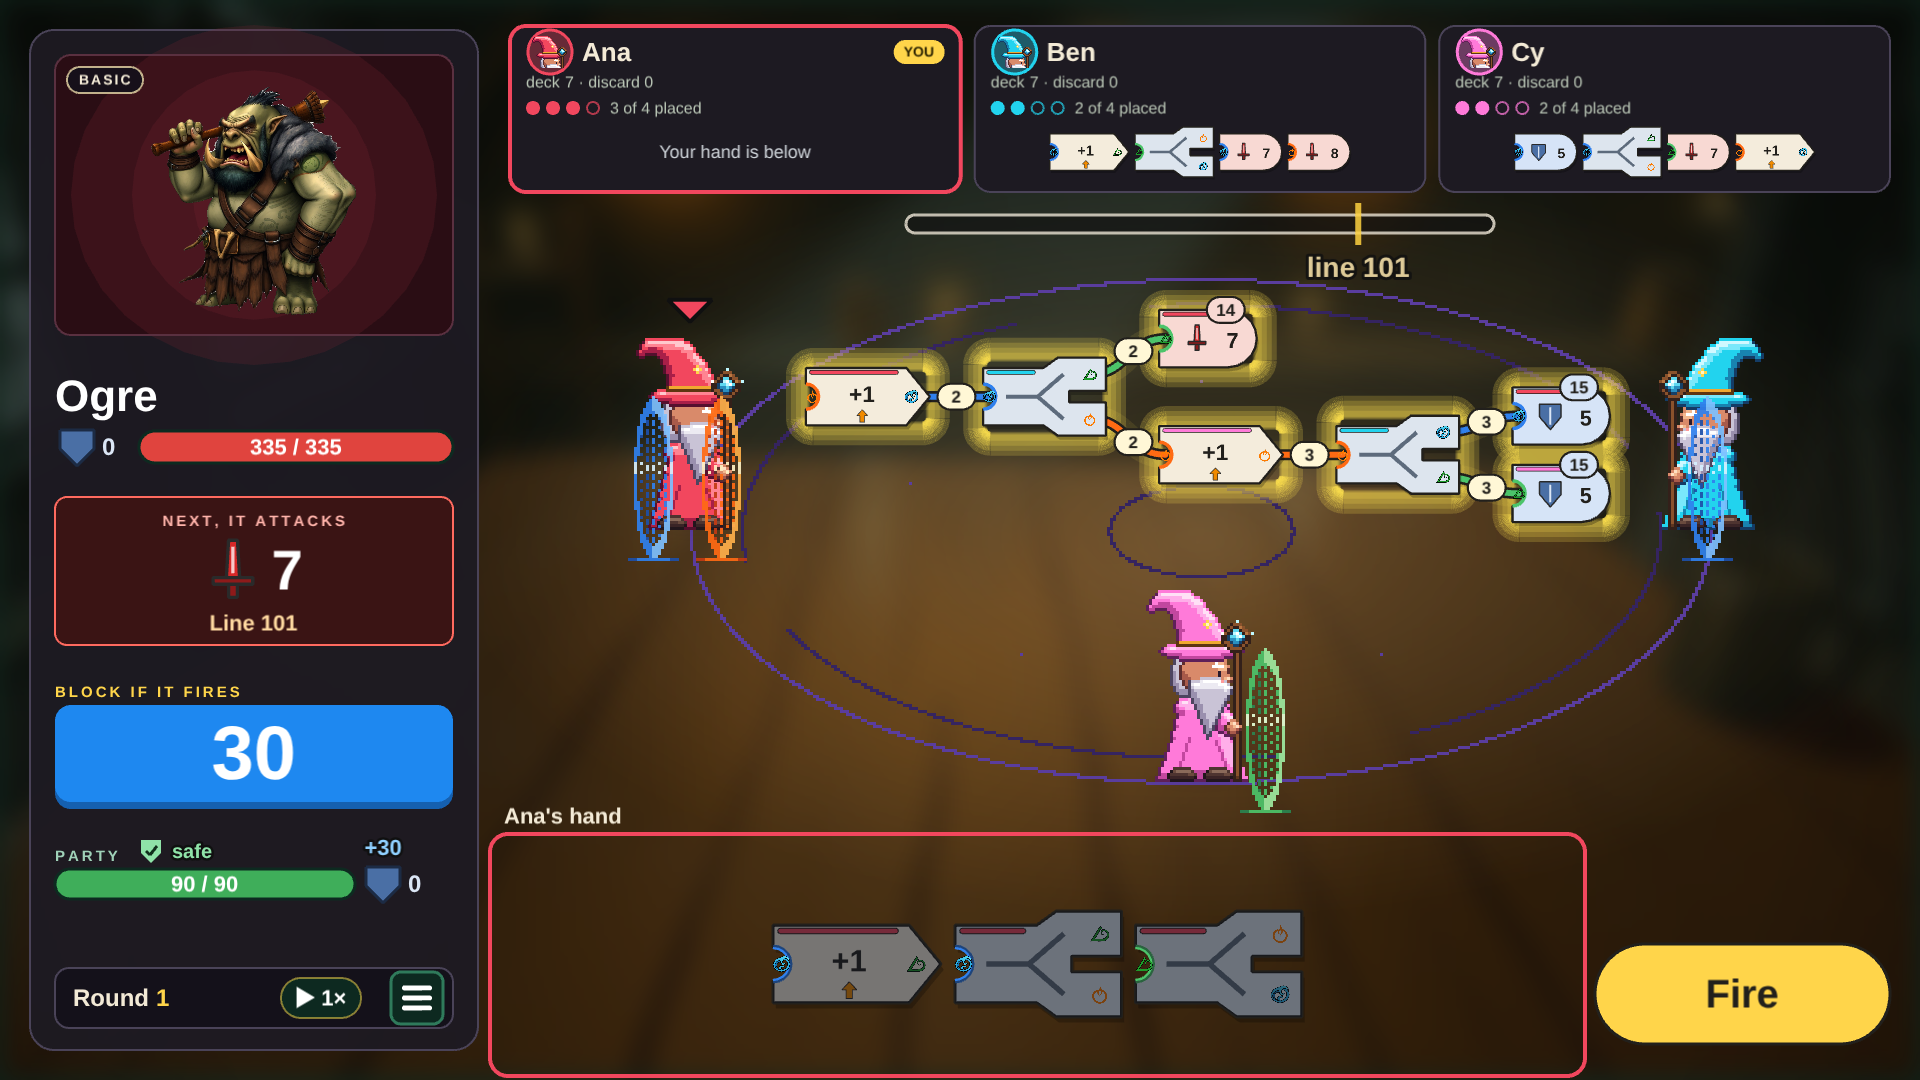 BASIC
Ogre
0
335 / 335
NEXT, IT ATTACKS
7
Line 101
BLOCK IF IT FIRES
30
PARTY
safe
+30
90 / 90
0
Round 1
1×
Ana
YOU
deck 7 · discard 0
3 of 4 placed
Your hand is below
Ben
deck 7 · discard 0
2 of 4 placed
+1
7
8
Cy
deck 7 · discard 0
2 of 4 placed
5
7
+1
line 101
+1
2
2
14
7
2
+1
3
3
15
5
3
15
5
Ana's hand
+1
Fire